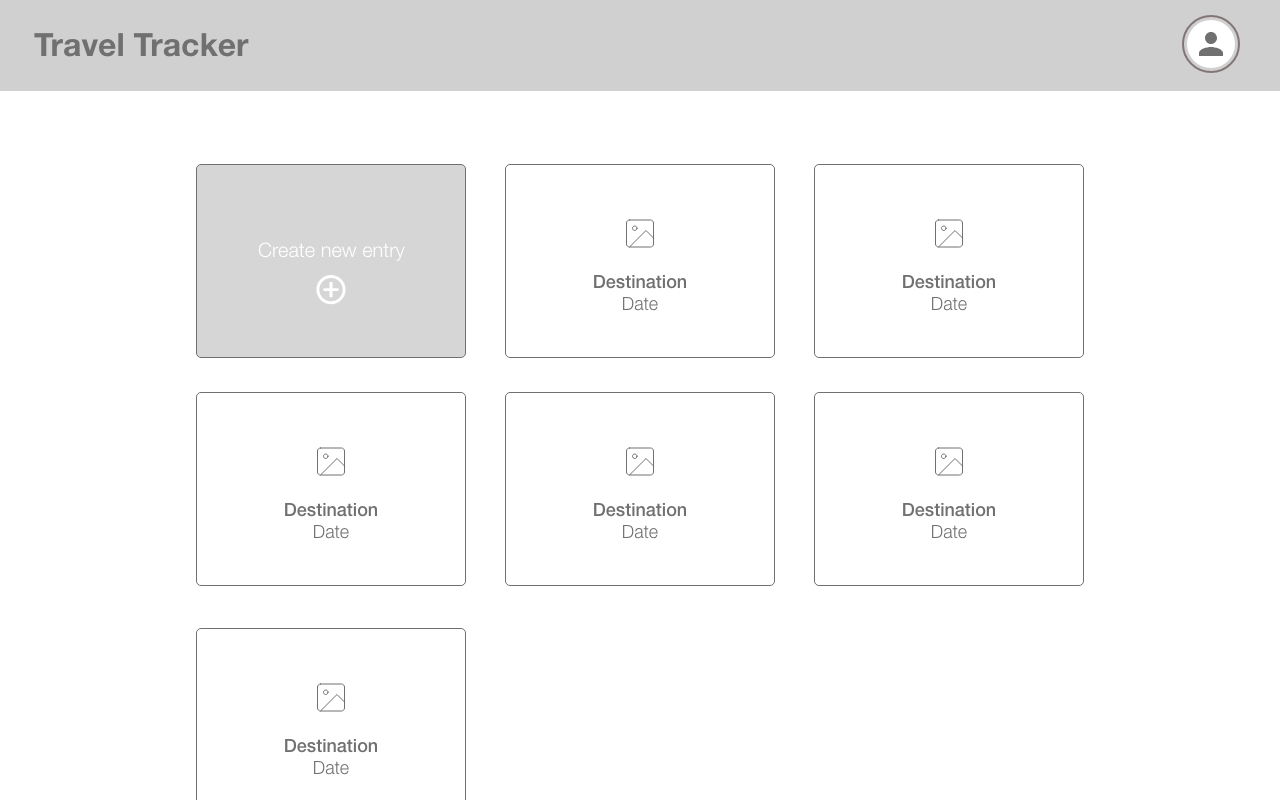 Travel Tracker
Create new entry
Destination
Date
Destination
Date
Destination
Date
Destination
Date
Destination
Date
Destination
Date